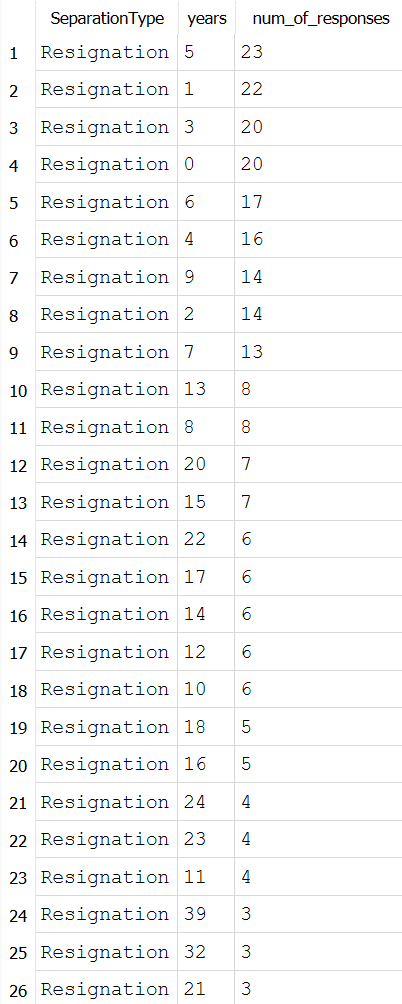 SeparationType years num_of_responses
1 Resignation 5 23
2 Resignation 1 22
3 Resignation 3 20
4 Resignation 0 20
5 Resignation 6 17
6 Resignation 4 16
7 Resignation 9 14
8 Resignation 2 14
9 Resignation 7 13
10 Resignation 13 8
11 Resignation 8 8
12 Resignation 20 7
13 Resignation 15 7
14 Resignation 22 6
15 Resignation 17 6
16 Resignation 14 6
17 Resignation 12 6
18 Resignation 10 6
19 Resignation 18 5
20 Resignation 16 5
21 Resignation 24 4
22 Resignation 23 4
23 Resignation 11 4
24 Resignation 39 3
25 Resignation 32 3
26 Resignation 21 3